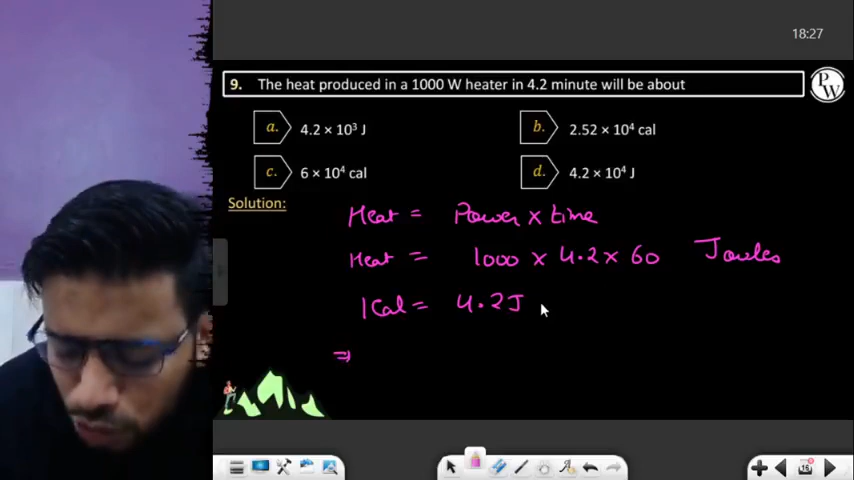 18:27
9. The heat produced in a 1000 W heater in 4.2 minute will be about
PW
a. 4.2 × 10³ J
b. 2.52 × 10⁴ cal
c. 6 × 10⁴ cal
d. 4.2 × 10⁴ J
Solution:
Heat = Power × time
Heat = 1000 × 4.2 × 60 Joules
1 Cal = 4.2 J
⇒